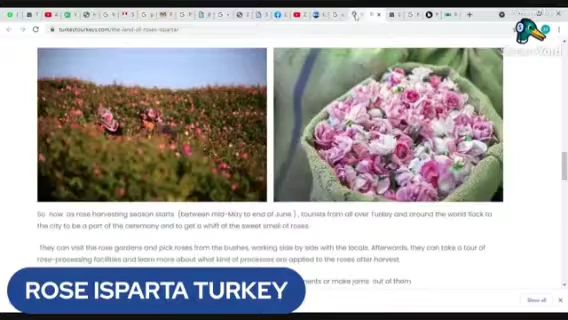 turkeytourkeys.com/the-land-of-roses-isparta/
So now as rose harvesting season starts (between mid-May to end of June ) , tourists from all over Turkey and around the world flock to
the city to be a part of the ceremony and to get a whiff of the sweet smell of roses.
They can visit the rose gardens and pick roses from the bushes, working side by side with the locals. Afterwards, they can take a tour of
rose-processing facilities and learn more about what kind of processes are applied to the roses after harvest.
or make jams out of them.
ROSE ISPARTA TURKEY
Show all